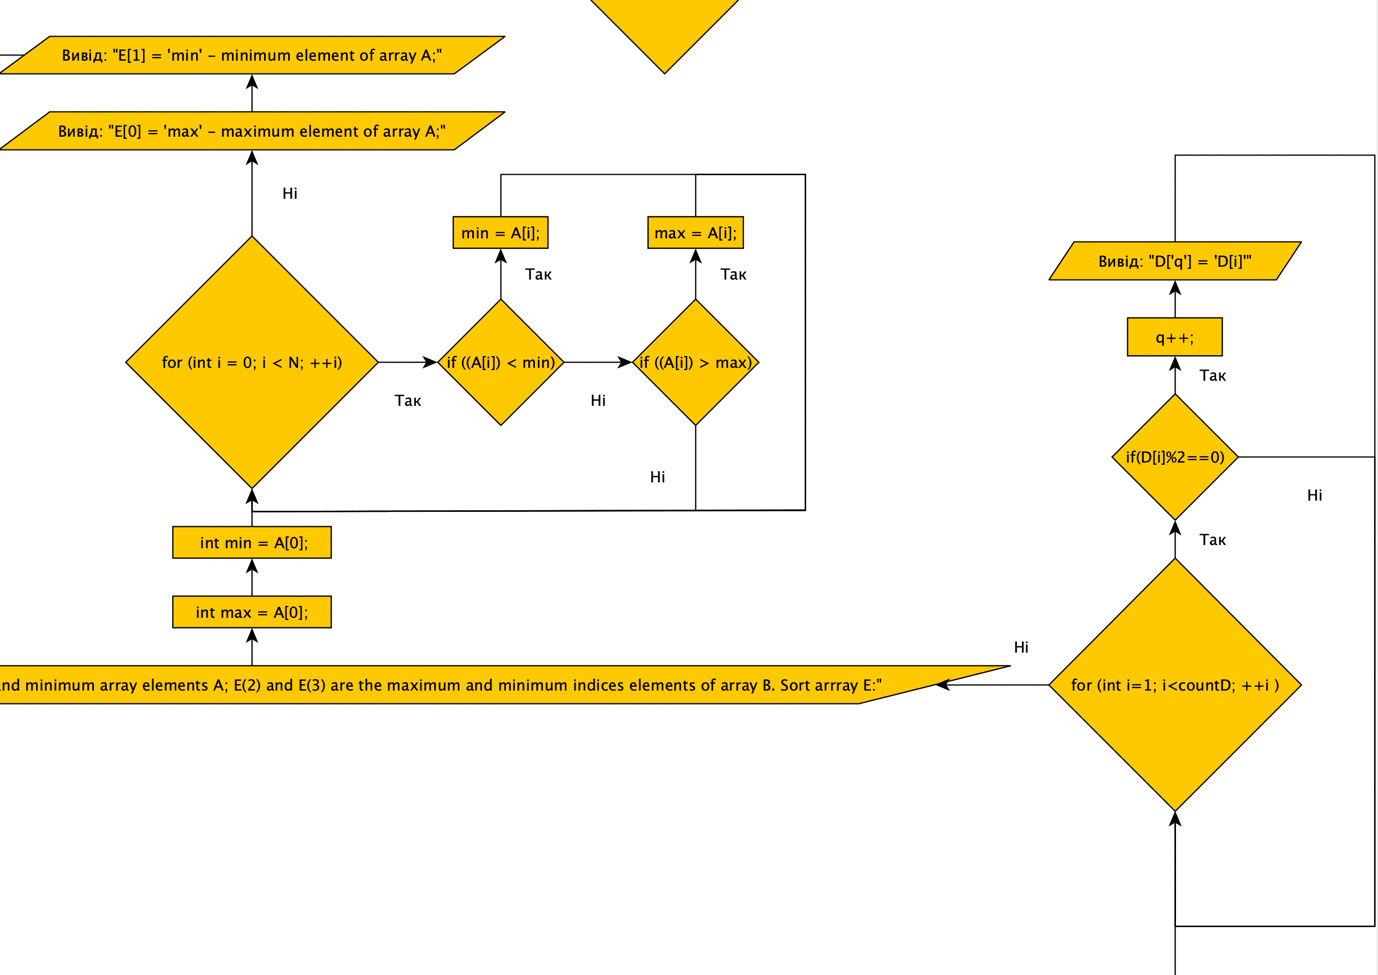 Вивід: "E[1] = 'min' – minimum element of array A;"
Вивід: "E[0] = 'max' – maximum element of array A;"
Ні
min = A[i];
max = A[i];
Так
Так
for (int i = 0; i < N; ++i)
if ((A[i]) < min)
if ((A[i]) > max)
Так
Ні
Ні
int min = A[0];
int max = A[0];
and minimum array elements A; E(2) and E(3) are the maximum and minimum indices elements of array B. Sort arrray E:"
Вивід: "D['q'] = 'D[i]'"
q++;
Так
if(D[i]%2==0)
Ні
Так
Ні
for (int i=1; i<countD; ++i )